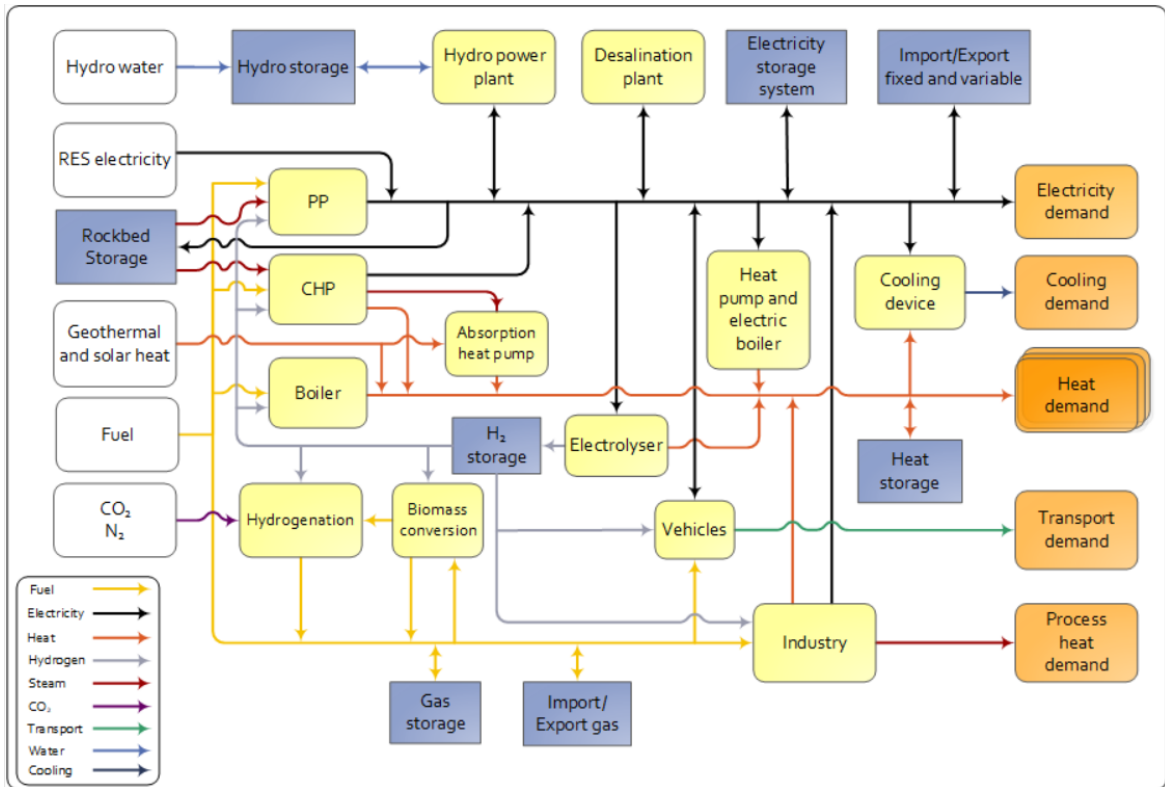 Hydro water
Hydro storage
Hydro power
plant
Desalination
plant
Electricity
storage
system
Import/Export
fixed and variable
RES electricity
PP
Electricity
demand
Rockbed
Storage
CHP
Heat
pump and
electric
boiler
Cooling
device
Cooling
demand
Geothermal
and solar heat
Absorption
heat pump
Boiler
Heat
demand
Fuel
H₂
storage
Electrolyser
Heat
storage
CO₂
N₂
Hydrogenation
Biomass
conversion
Vehicles
Transport
demand
Fuel
Electricity
Heat
Hydrogen
Steam
CO₂
Transport
Water
Cooling
Industry
Process
heat
demand
Gas
storage
Import/
Export gas